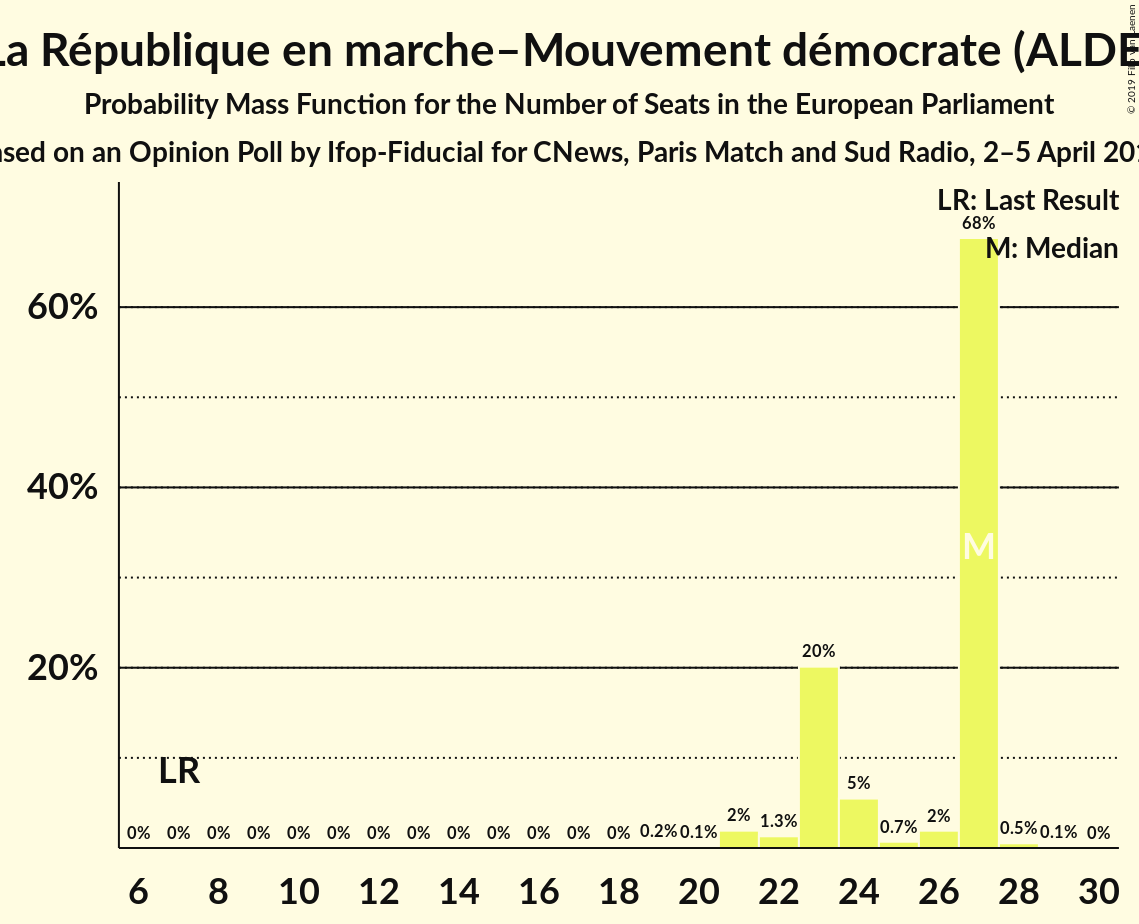 La République en marche–Mouvement démocrate (ALDE
Probability Mass Function for the Number of Seats in the European Parliament
on an Opinion Poll by Ifop-Fiducial for CNews, Paris Match and Sud Radio, 2–5 April
© 2019
LR: Last Result
68%
M: Median
60%
40%
M
20%
20%
LR
5%
0% 0% 0% 0% 0% 0% 0% 0% 0% 0% 0% 0% 0% 0.2% 0.1% 2% 1.3% 0.7% 2% 0.5% 0.1% 0%
6 8 10 12 14 16 18 20 22 24 26 28 30